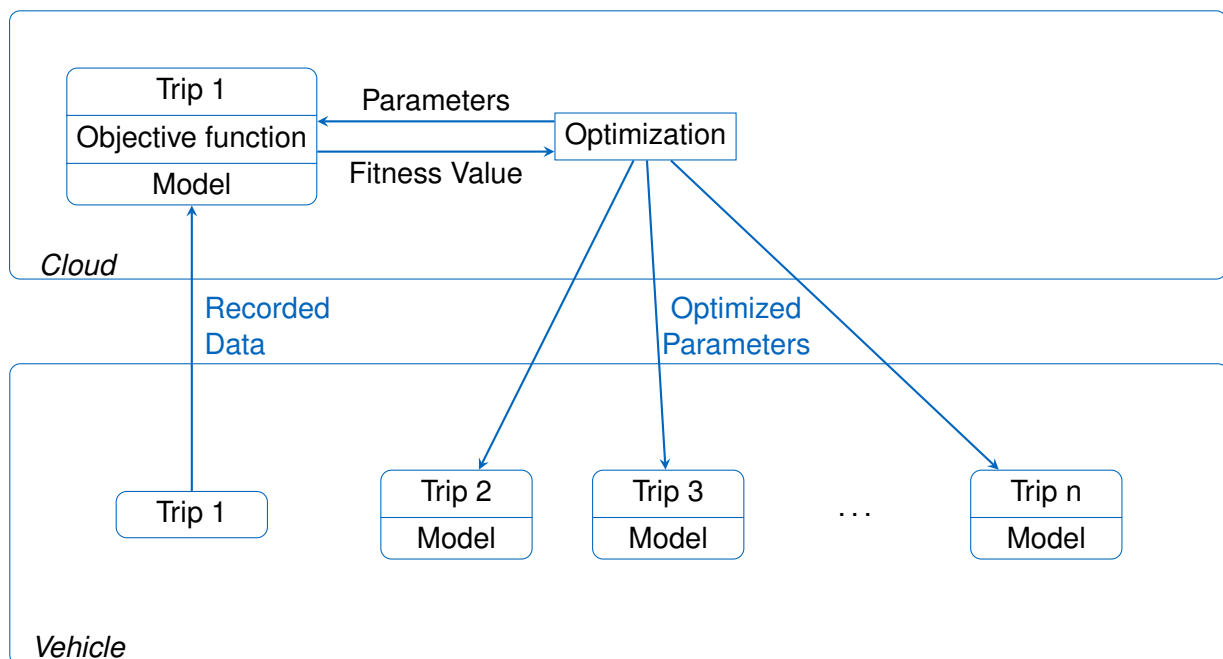 Trip 1
Objective function
Model
Parameters
Fitness Value
Optimization
Cloud
Recorded
Data
Optimized
Parameters
Trip 1
Trip 2
Model
Trip 3
Model
...
Trip n
Model
Vehicle